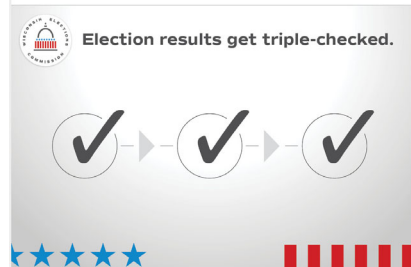 WISCONSIN ELECTIONS
COMMISSION
Election results get triple-checked.